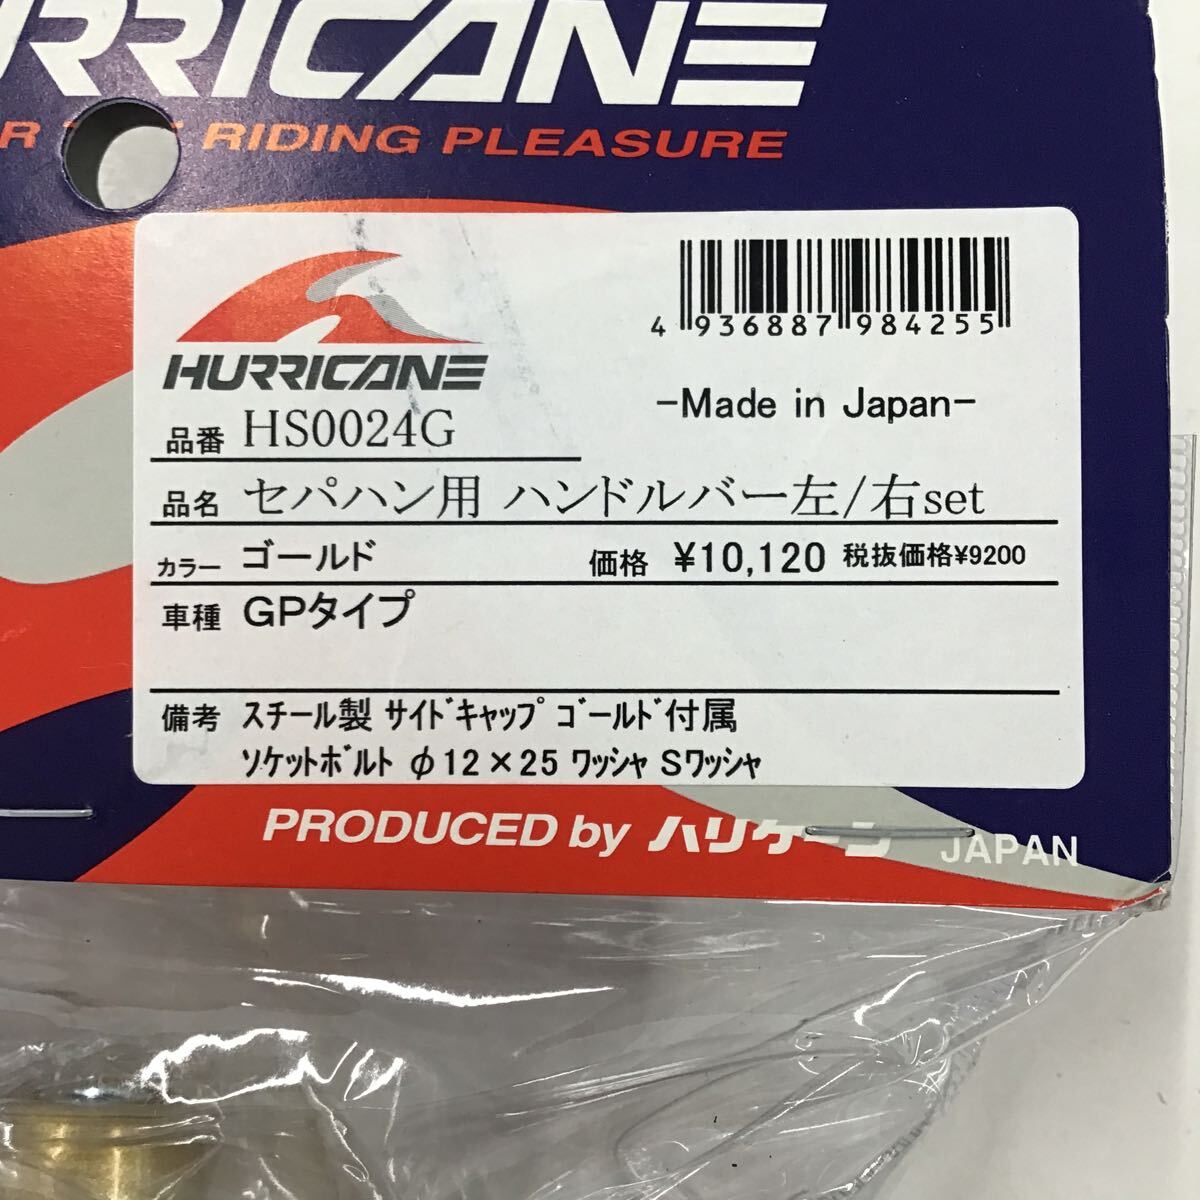 HURRICANE
RIDING PLEASURE
4 936887 984255
HURRICANE
-Made in Japan-
品番 HS0024G
品名 セパハン用 ハンドルバー左/右set
カラー ゴールド 価格 ¥10,120 税抜価格¥9200
車種 GPタイプ
備考 スチール製 ｻｲﾄﾞｷｬｯﾌﾟ ｺﾞｰﾙﾄﾞ付属
ｿｹｯﾄﾎﾞﾙﾄ φ12×25 ﾜｯｼｬ Sﾜｯｼｬ
PRODUCED by ハリケーン JAPAN